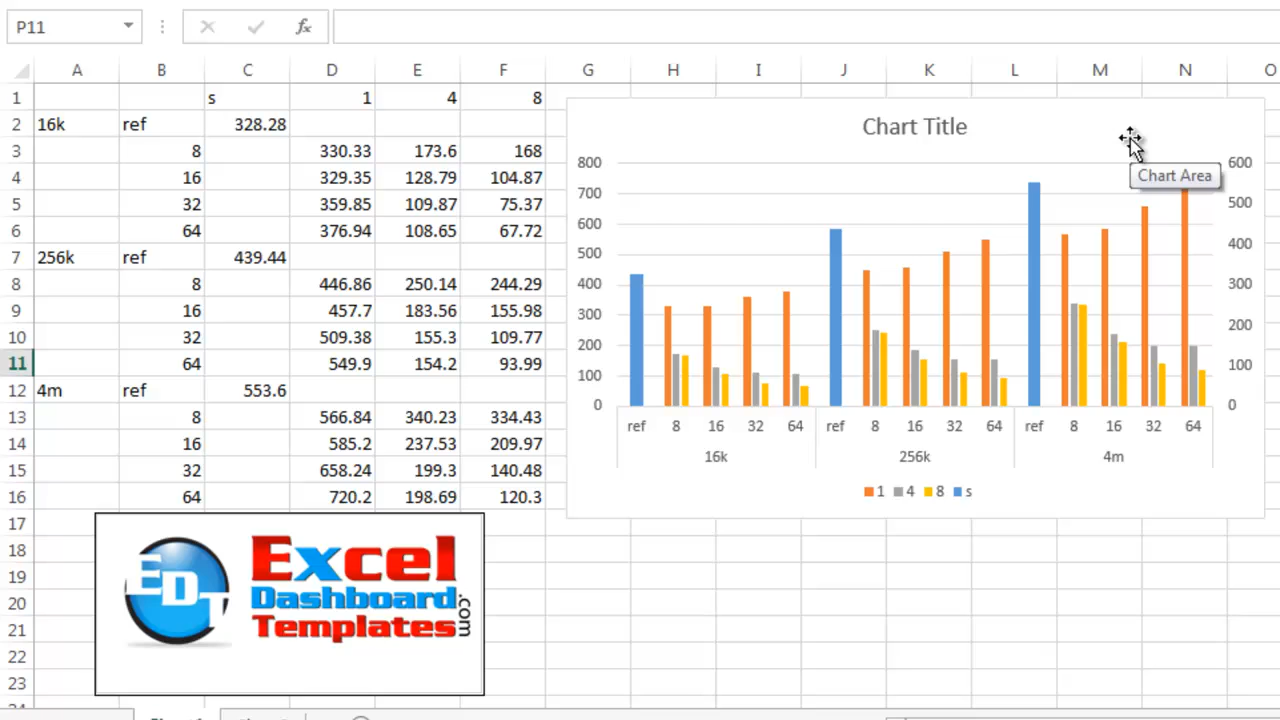 P11
fx
A B C D E F G H I J K L M N O
1 s 1 4 8
2 16k ref 328.28
3 8 330.33 173.6 168
4 16 329.35 128.79 104.87
5 32 359.85 109.87 75.37
6 64 376.94 108.65 67.72
7 256k ref 439.44
8 8 446.86 250.14 244.29
9 16 457.7 183.56 155.98
10 32 509.38 155.3 109.77
11 64 549.9 154.2 93.99
12 4m ref 553.6
13 8 566.84 340.23 334.43
14 16 585.2 237.53 209.97
15 32 658.24 199.3 140.48
16 64 720.2 198.69 120.3
17
18
19
20
21
22
23
Chart Title
Chart Area
800 600
700 500
600 400
500 300
400 200
300 100
200 0
100
0
ref 8 16 32 64 ref 8 16 32 64 ref 8 16 32 64
16k 256k 4m
1 4 8 s
EDT
Excel
Dashboard
Templates
.com